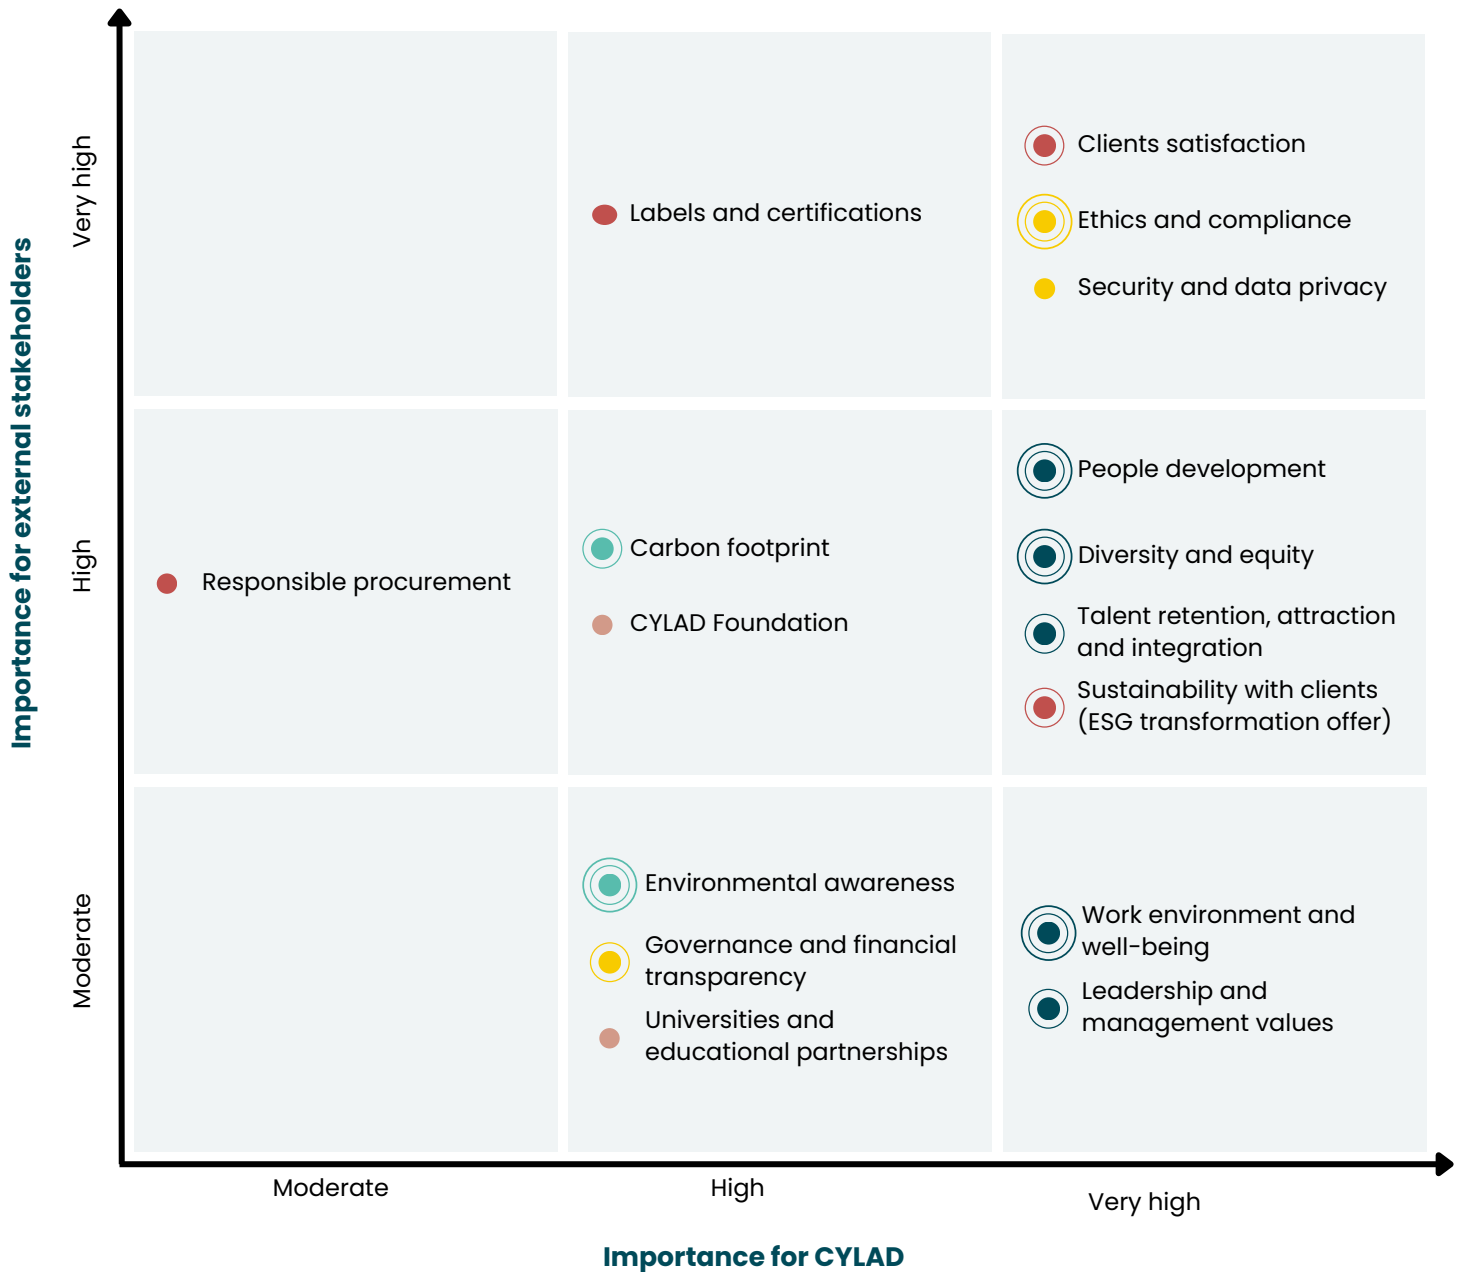 Importance for external stakeholders
Very high
High
Moderate
Labels and certifications
Clients satisfaction
Ethics and compliance
Security and data privacy
Responsible procurement
Carbon footprint
CYLAD Foundation
People development
Diversity and equity
Talent retention, attraction
and integration
Sustainability with clients
(ESG transformation offer)
Environmental awareness
Governance and financial
transparency
Universities and
educational partnerships
Work environment and
well-being
Leadership and
management values
Moderate
High
Very high
Importance for CYLAD